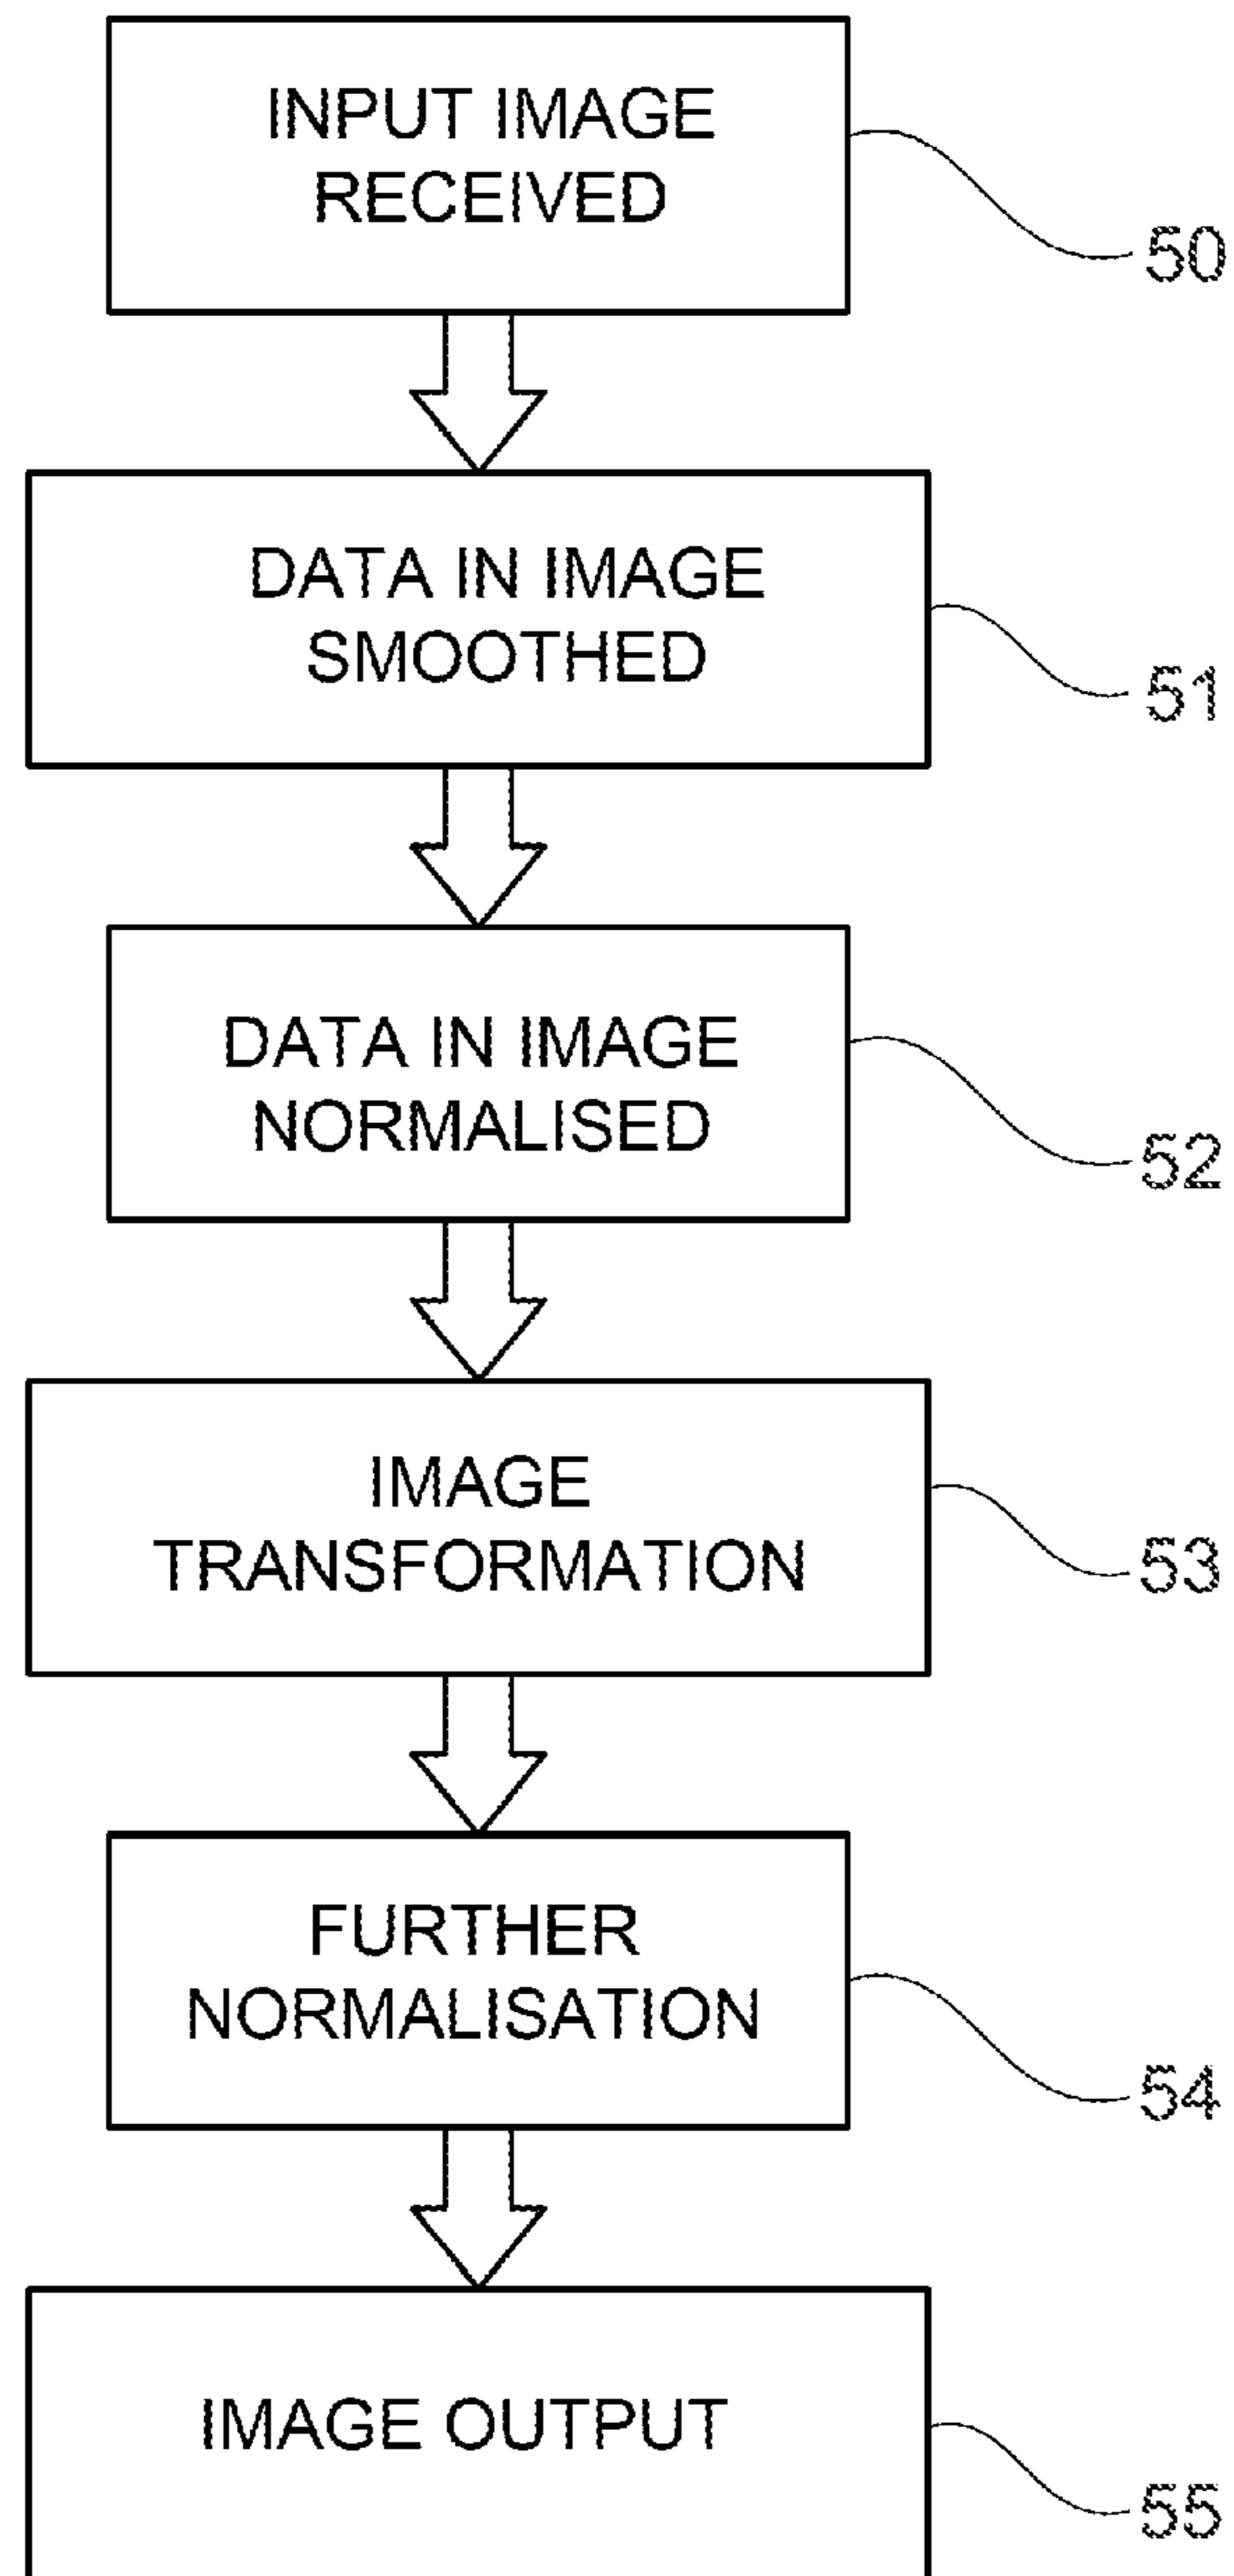 INPUT IMAGE
RECEIVED
50
DATA IN IMAGE
SMOOTHED
51
DATA IN IMAGE
NORMALISED
52
IMAGE
TRANSFORMATION
53
FURTHER
NORMALISATION
54
IMAGE OUTPUT
55